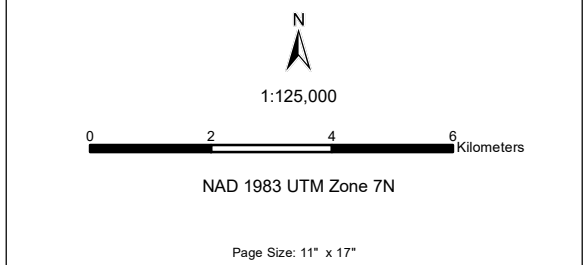 N
1:125,000
0 2 4 6
Kilometers
NAD 1983 UTM Zone 7N
Page Size: 11" x 17"